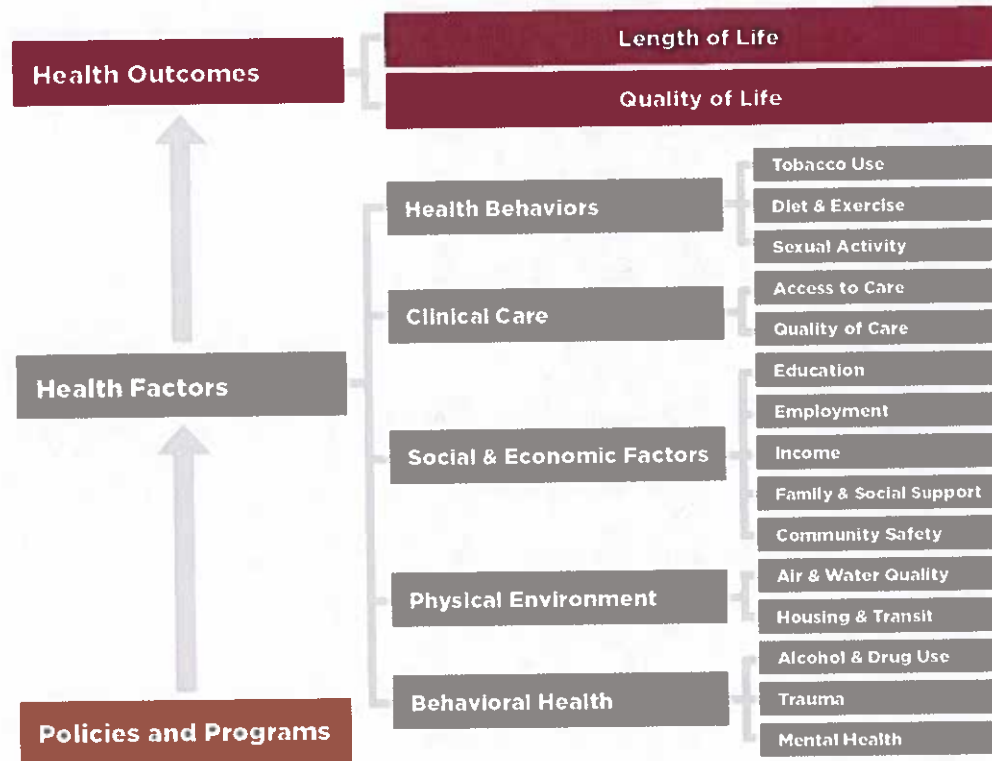 Health Outcomes
Length of Life
Quality of Life
Health Factors
Health Behaviors
Tobacco Use
Diet & Exercise
Sexual Activity
Clinical Care
Access to Care
Quality of Care
Social & Economic Factors
Education
Employment
Income
Family & Social Support
Community Safety
Physical Environment
Air & Water Quality
Housing & Transit
Behavioral Health
Alcohol & Drug Use
Trauma
Mental Health
Policies and Programs